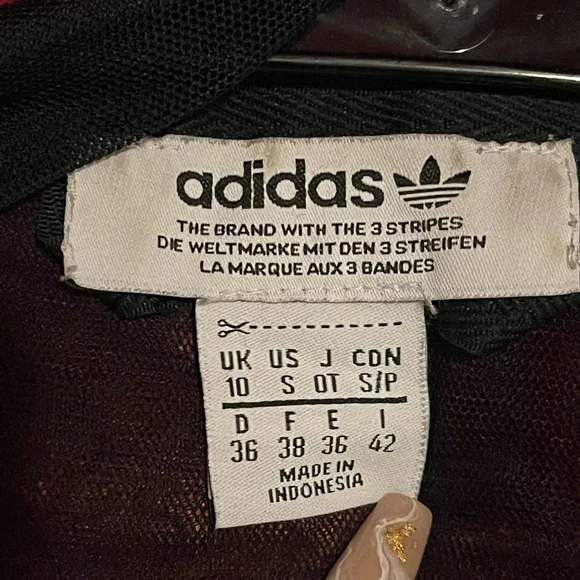 adidas
THE BRAND WITH THE 3 STRIPES
DIE WELTMARKE MIT DEN 3 STREIFEN
LA MARQUE AUX 3 BANDES
UK US J CDN
10 S OT S/P
D F E I
36 38 36 42
MADE IN
INDONESIA